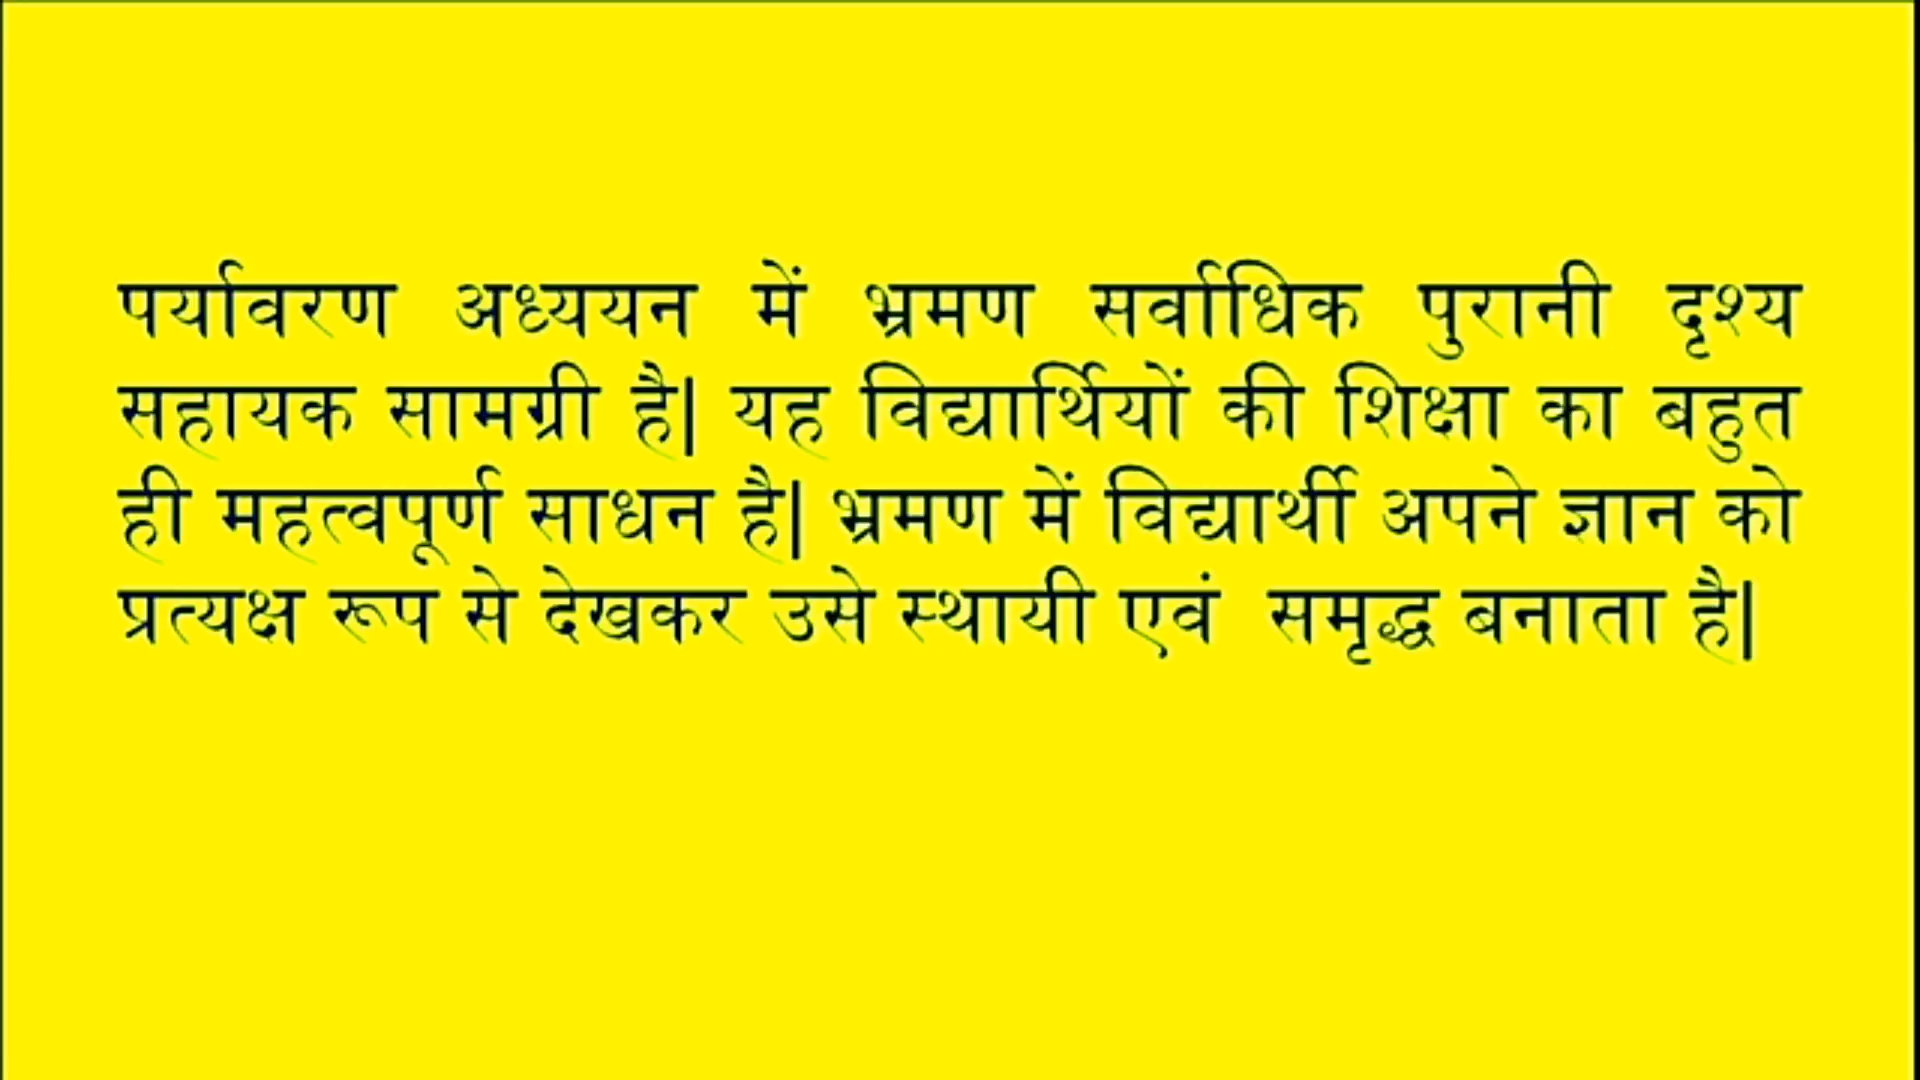 पर्यावरण अध्ययन में भ्रमण सर्वाधिक पुरानी दृश्य
सहायक सामग्री है| यह विद्यार्थियों की शिक्षा का बहुत
ही महत्वपूर्ण साधन है| भ्रमण में विद्यार्थी अपने ज्ञान को
प्रत्यक्ष रूप से देखकर उसे स्थायी एवं समृद्ध बनाता है|